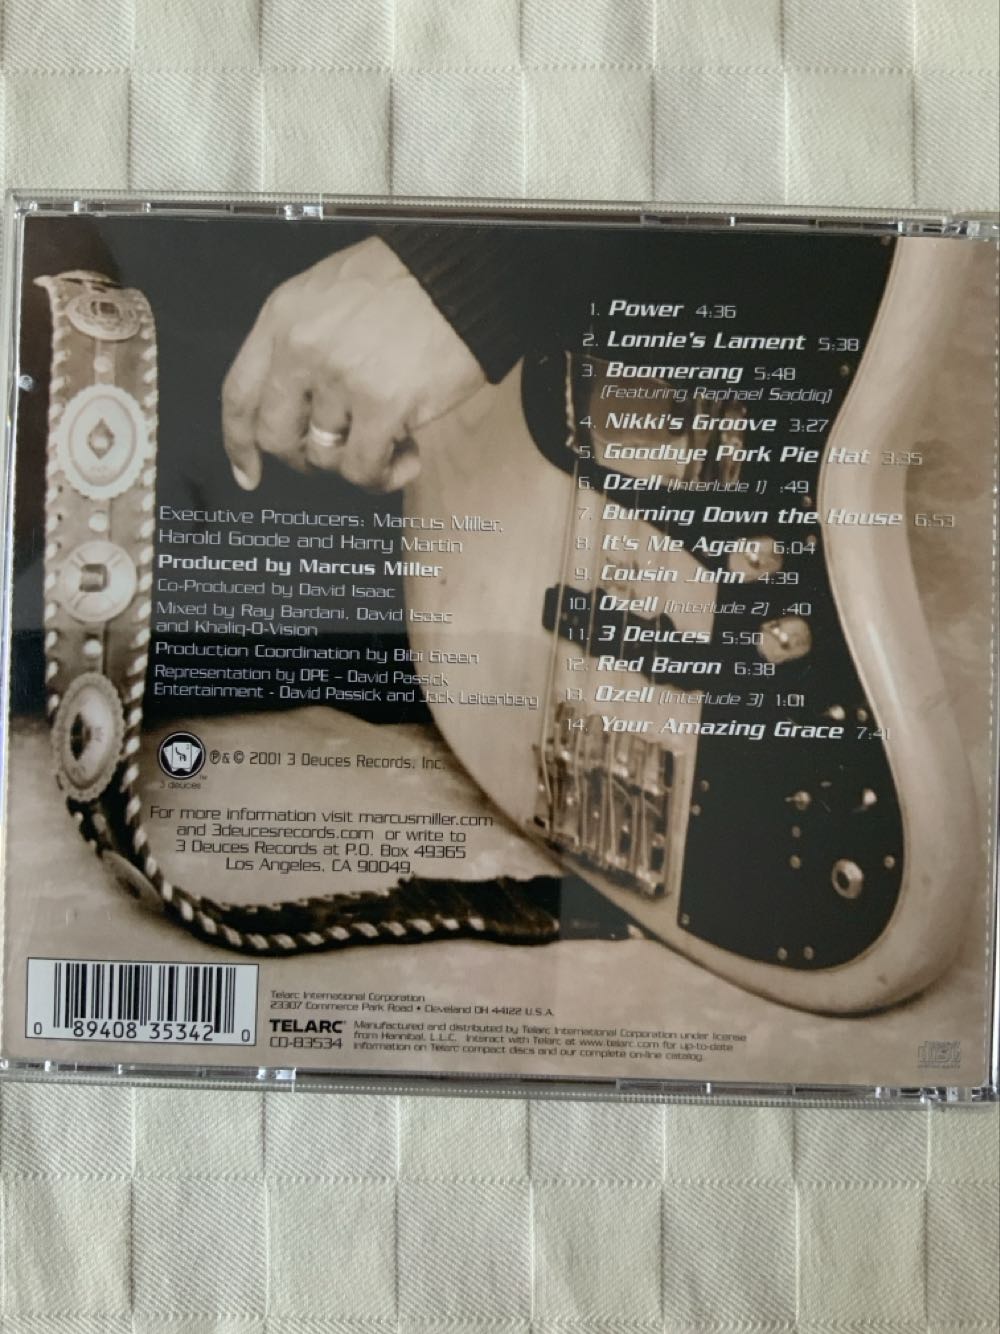 1. Power 4:36
2. Lonnie's Lament 5:38
3. Boomerang 5:48
(Featuring Raphael Saddiq)
4. Nikki's Groove 3:27
5. Goodbye Pork Pie Hat 3:35
6. Ozell (Interlude 1) :49
7. Burning Down the House 6:53
8. It's Me Again 6:04
9. Cousin John 4:39
10. Ozell (Interlude 2) :40
11. 3 Deuces 5:50
12. Red Baron 6:38
13. Ozell (Interlude 3) 1:01
14. Your Amazing Grace 7:41
Executive Producers: Marcus Miller,
Harold Goode and Harry Martin
Produced by Marcus Miller
Co-Produced by David Isaac
Mixed by Ray Bardani, David Isaac
and Khaliq-O-Vision
Production Coordination by Bibi Green
Representation by DPE - David Passick
Entertainment - David Passick and Jack Leitenberg
3 deuces TM
℗&© 2001 3 Deuces Records, Inc.
For more information visit marcusmiller.com
and 3deucesrecords.com or write to
3 Deuces Records at P.O. Box 49365
Los Angeles, CA 90049.
0 89408 35342 0
Telarc International Corporation
23307 Commerce Park Road • Cleveland OH 44122 U.S.A.
TELARC®
CD-83534
Manufactured and distributed by Telarc International Corporation under license
from Hannibal, L.L.C. Interact with Telarc at www.telarc.com for up-to-date
information on Telarc compact discs and our complete on-line catalog.